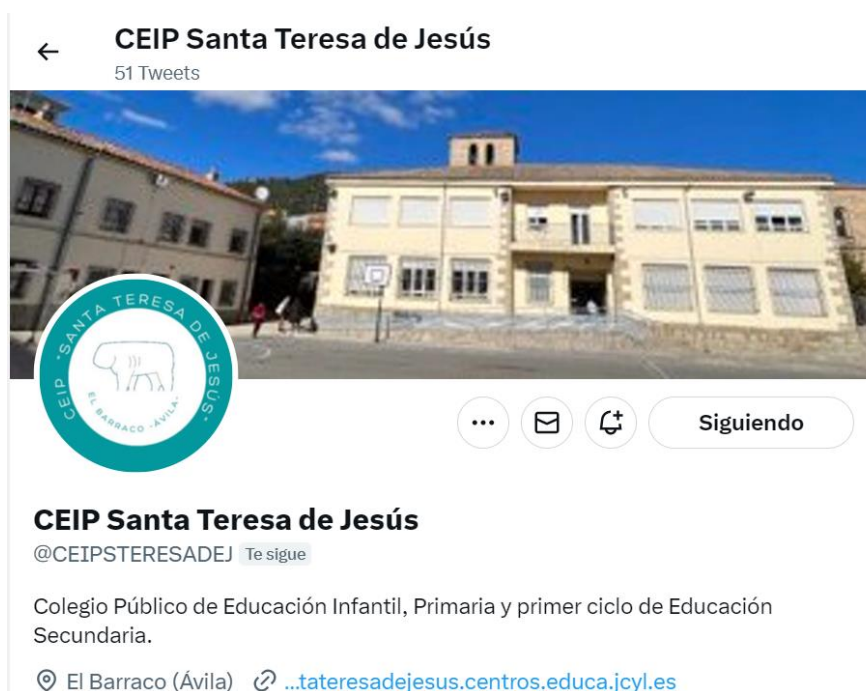 CEIP Santa Teresa de Jesús
51 Tweets
CEIP "SANTA TERESA DE JESÚS"
EL BARRACO -ÁVILA-
Siguiendo
CEIP Santa Teresa de Jesús
@CEIPSTERESADEJ Te sigue
Colegio Público de Educación Infantil, Primaria y primer ciclo de Educación
Secundaria.
El Barraco (Ávila) ...tateresadejesus.centros.educa.jcyl.es